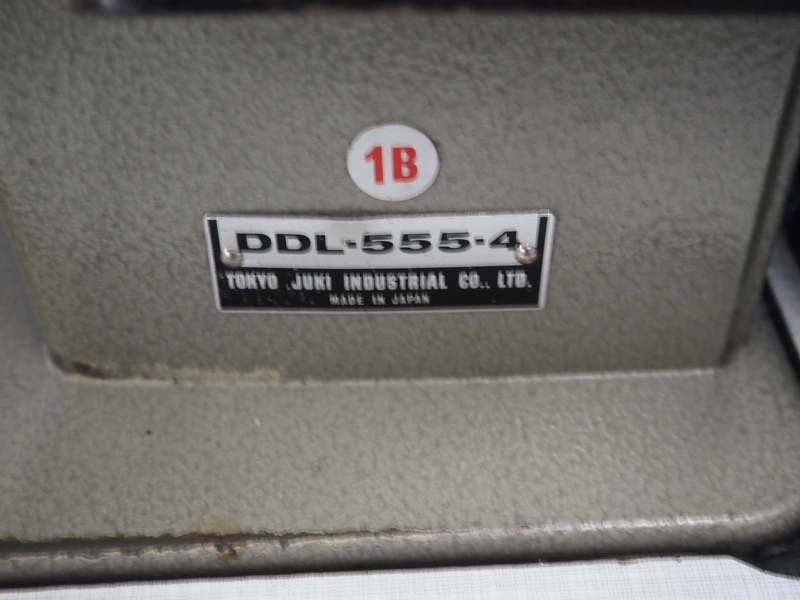 1B
DDL-555-4
TOKYO JUKI INDUSTRIAL CO., LTD.
MADE IN JAPAN